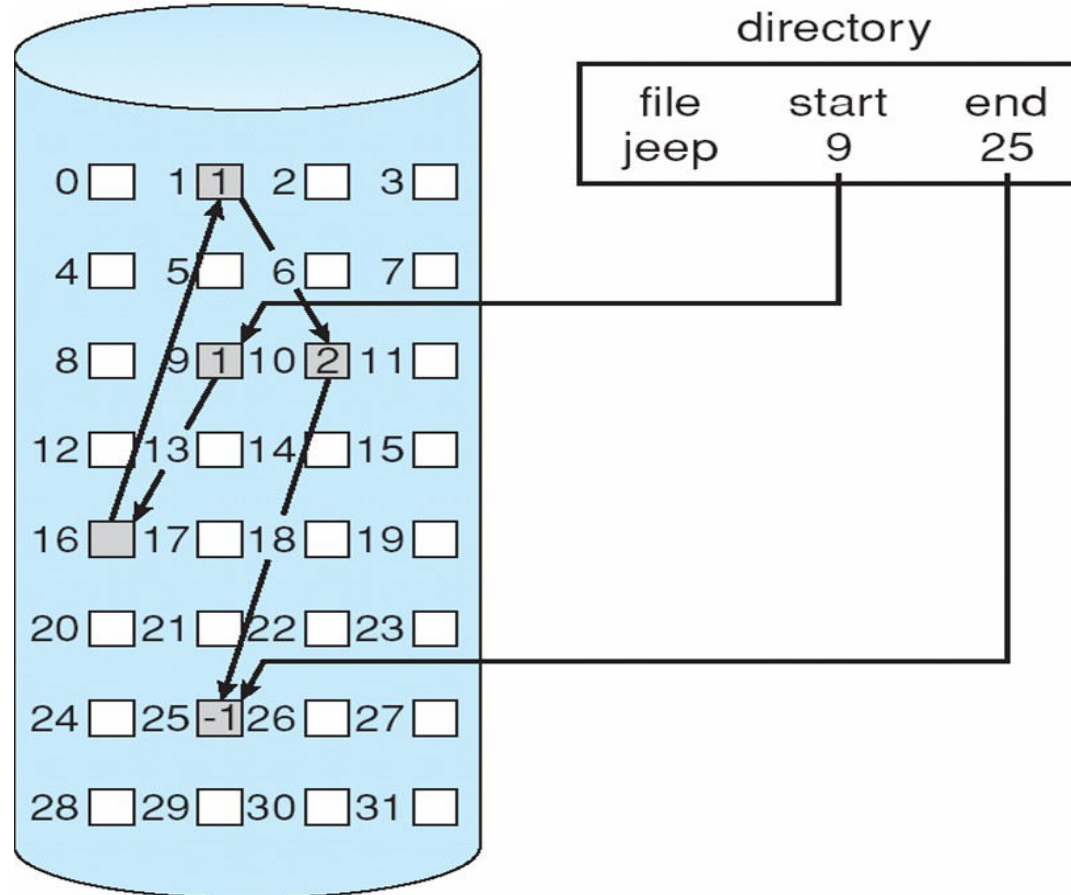 directory
file start end
jeep 9 25
0 1 1 2 3
4 5 6 7
8 9 1 10 2 11
12 13 14 15
16 17 18 19
20 21 22 23
24 25 -1 26 27
28 29 30 31